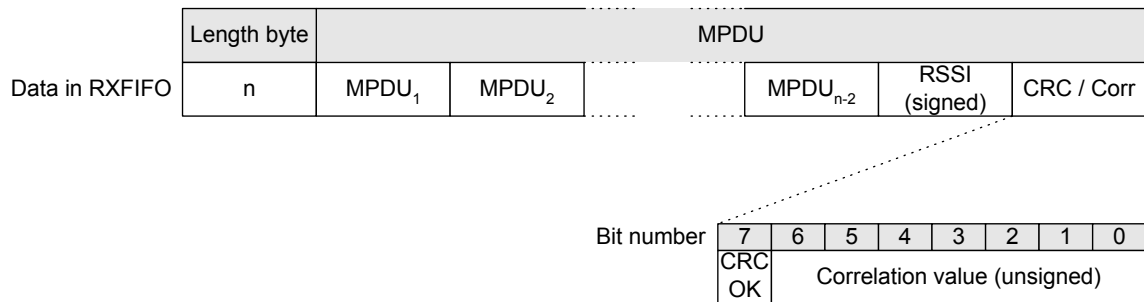 Length byte MPDU
Data in RXFIFO n MPDU1 MPDU2 MPDUn-2 RSSI (signed) CRC / Corr
Bit number 7 6 5 4 3 2 1 0
CRC OK Correlation value (unsigned)